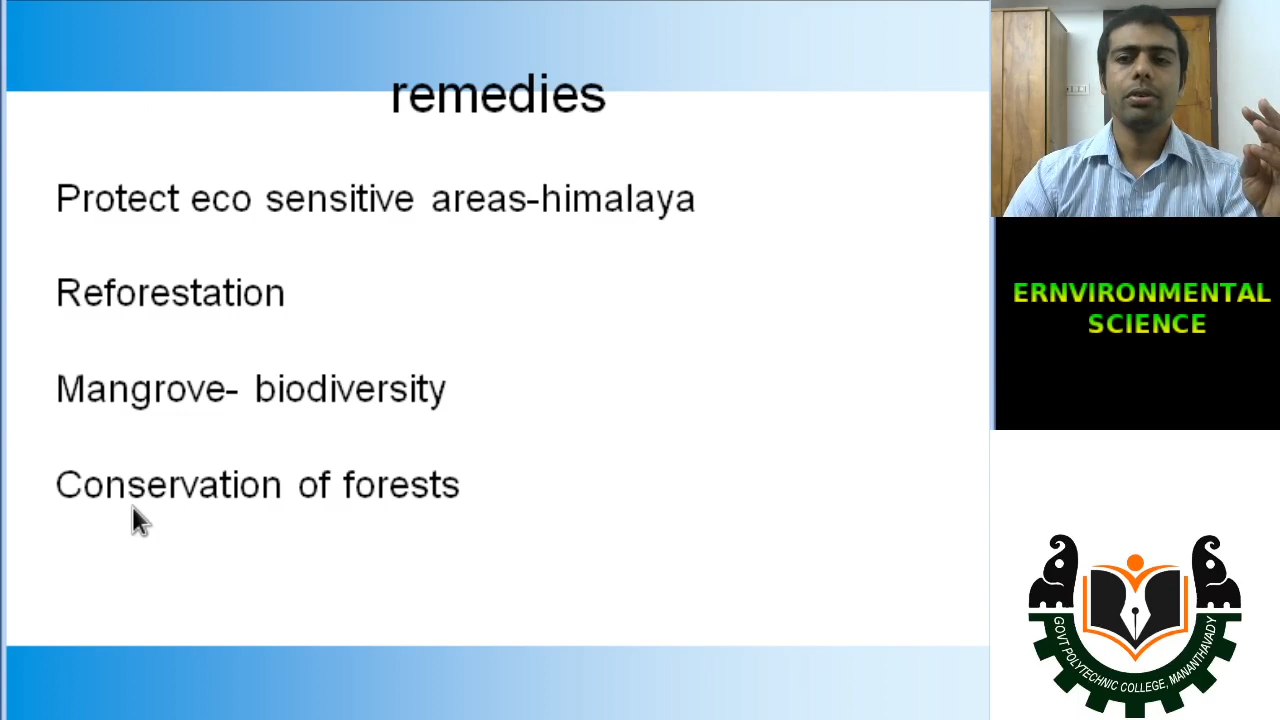 remedies
Protect eco sensitive areas-himalaya
Reforestation
Mangrove- biodiversity
Conservation of forests
ERNVIRONMENTAL
SCIENCE
GOVT POLYTECHNIC COLLEGE, MANANTHAVADY